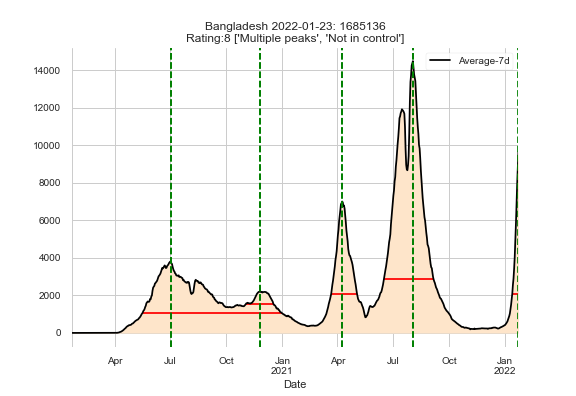 Bangladesh 2022-01-23: 1685136
Rating:8 ['Multiple peaks', 'Not in control']
Average-7d
14000
12000
10000
8000
6000
4000
2000
0
Apr Jul Oct Jan Apr Jul Oct Jan
2021 2022
Date